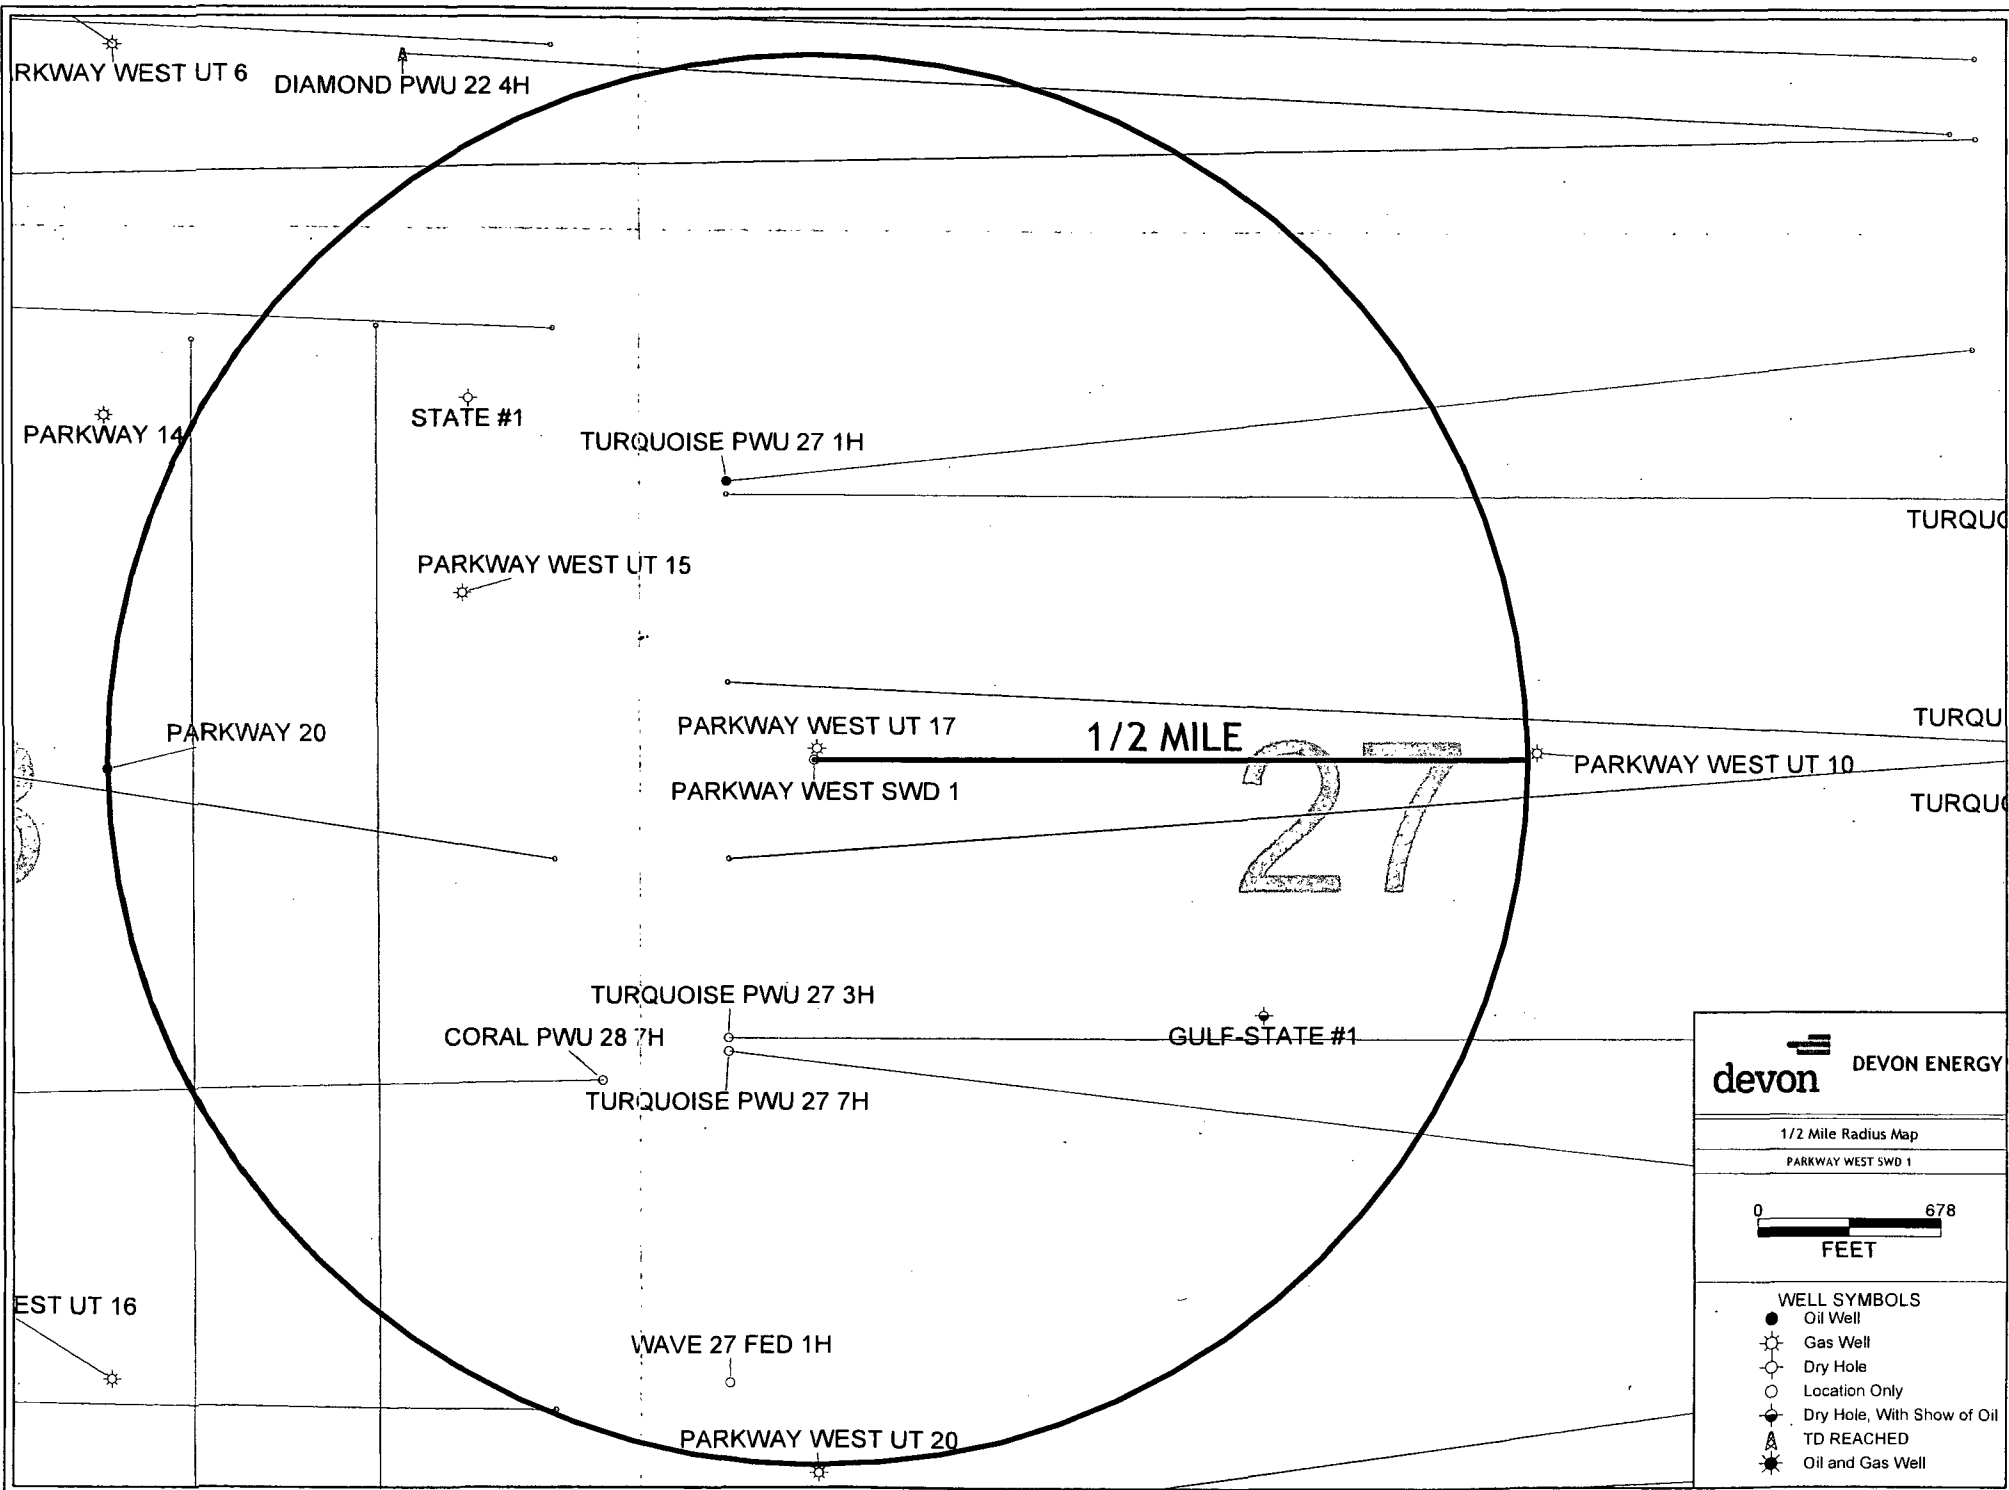 RKWAY WEST UT 6
DIAMOND PWU 22 4H
PARKWAY 14
STATE #1
TURQUOISE PWU 27 1H
TURQUO
PARKWAY WEST UT 15
TURQU
PARKWAY 20
PARKWAY WEST UT 17
1/2 MILE
27
PARKWAY WEST UT 10
PARKWAY WEST SWD 1
TURQUO
TURQUOISE PWU 27 3H
CORAL PWU 28 7H
GULF-STATE #1
TURQUOISE PWU 27 7H
EST UT 16
WAVE 27 FED 1H
PARKWAY WEST UT 20
devon
DEVON ENERGY
1/2 Mile Radius Map
PARKWAY WEST SWD 1
0 678
FEET
WELL SYMBOLS
Oil Well
Gas Well
Dry Hole
Location Only
Dry Hole, With Show of Oil
TD REACHED
Oil and Gas Well